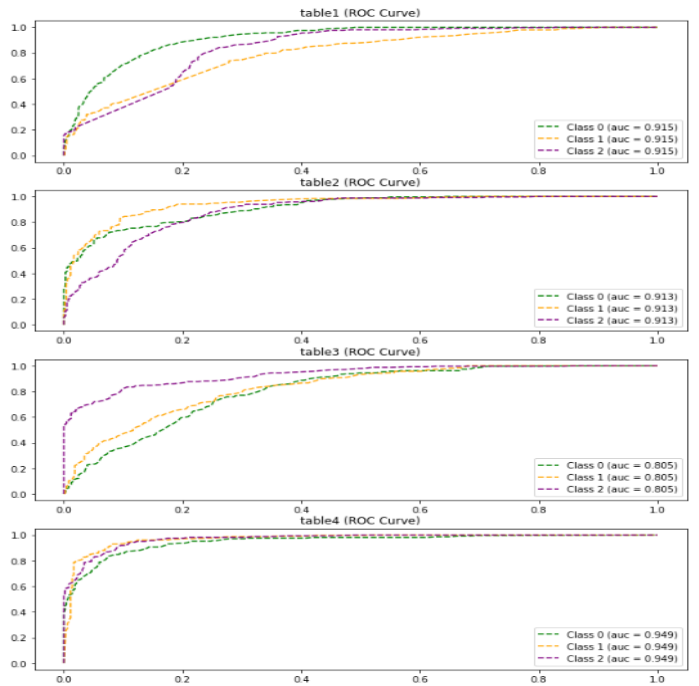 table1 (ROC Curve)
1.0
0.8
0.6
0.4
0.2
0.0
Class 0 (auc = 0.915)
Class 1 (auc = 0.915)
Class 2 (auc = 0.915)
0.0 0.2 0.4 0.6 0.8 1.0
table2 (ROC Curve)
1.0
0.8
0.6
0.4
0.2
0.0
Class 0 (auc = 0.913)
Class 1 (auc = 0.913)
Class 2 (auc = 0.913)
0.0 0.2 0.4 0.6 0.8 1.0
table3 (ROC Curve)
1.0
0.8
0.6
0.4
0.2
0.0
Class 0 (auc = 0.805)
Class 1 (auc = 0.805)
Class 2 (auc = 0.805)
0.0 0.2 0.4 0.6 0.8 1.0
table4 (ROC Curve)
1.0
0.8
0.6
0.4
0.2
0.0
Class 0 (auc = 0.949)
Class 1 (auc = 0.949)
Class 2 (auc = 0.949)
0.0 0.2 0.4 0.6 0.8 1.0